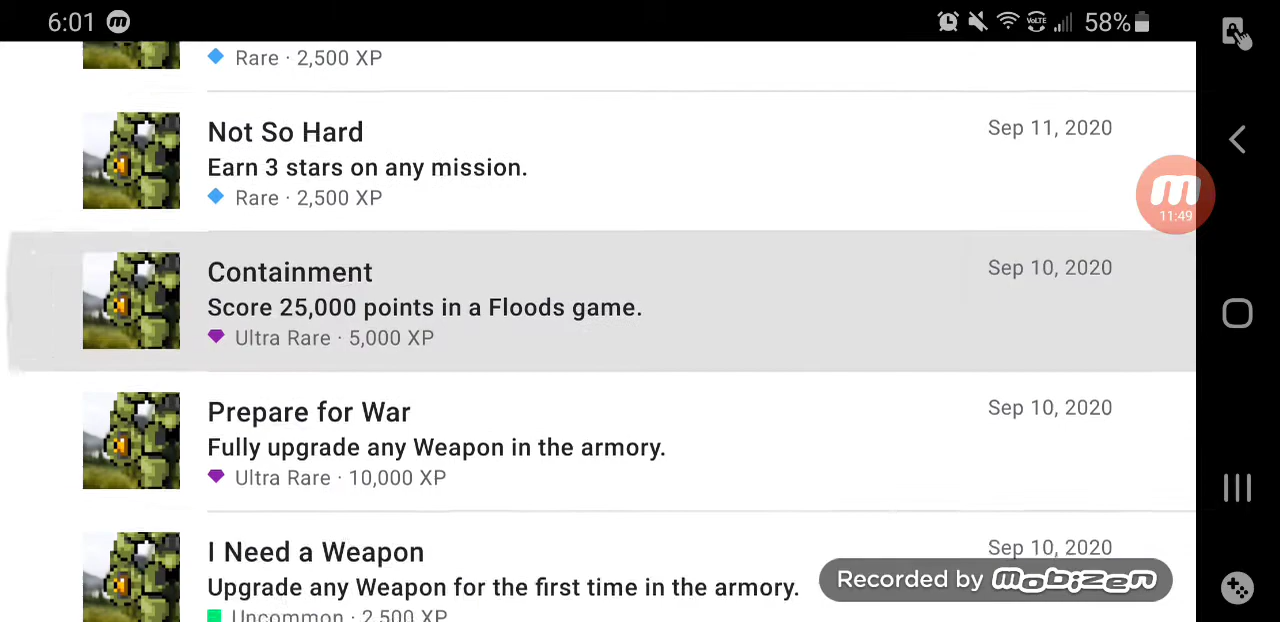 6:01
VoLTE
58%
Rare · 2,500 XP
Not So Hard
Sep 11, 2020
Earn 3 stars on any mission.
Rare · 2,500 XP
m
11:49
Containment
Sep 10, 2020
Score 25,000 points in a Floods game.
Ultra Rare · 5,000 XP
Prepare for War
Sep 10, 2020
Fully upgrade any Weapon in the armory.
Ultra Rare · 10,000 XP
I Need a Weapon
Sep 10, 2020
Upgrade any Weapon for the first time in the armory.
Recorded by mobizen
Uncommon · 2,500 XP